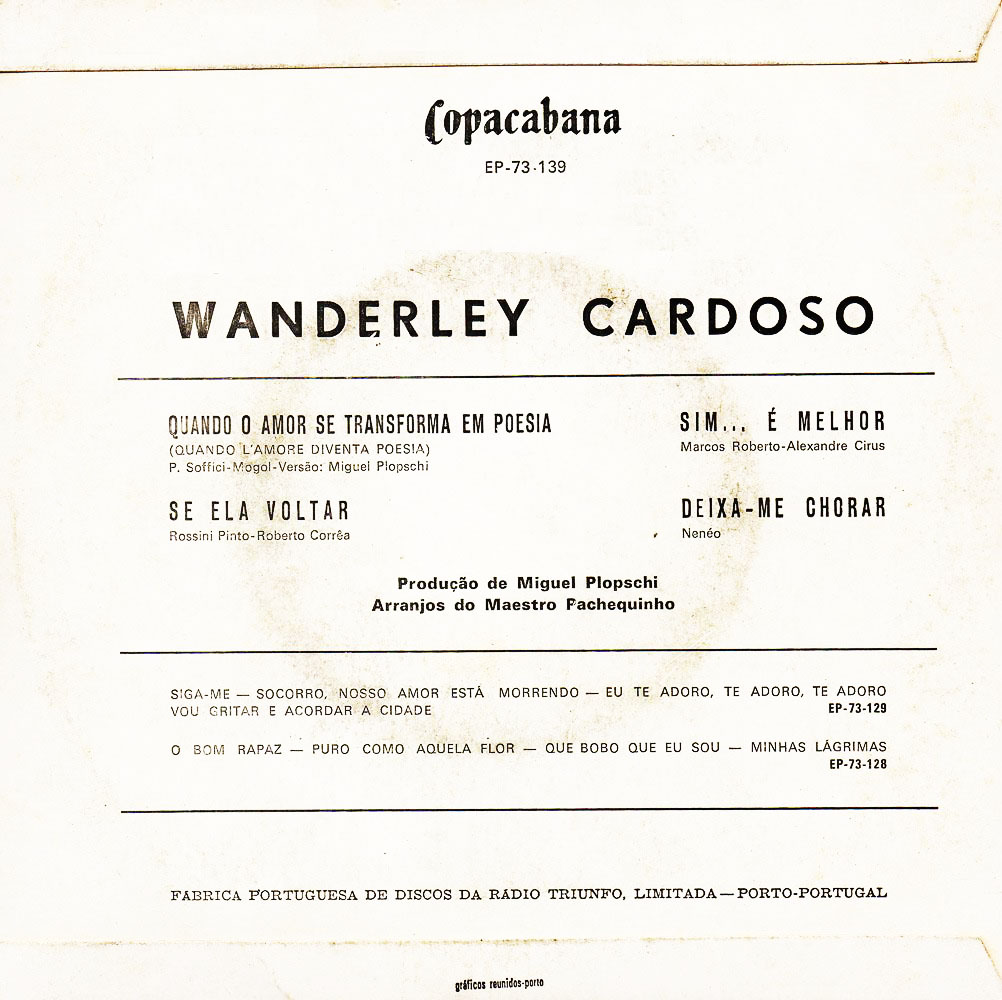 Copacabana
EP-73-139
WANDERLEY CARDOSO
QUANDO O AMOR SE TRANSFORMA EM POESIA
(QUANDO L'AMORE DIVENTA POESIA)
P. Soffici-Mogol-Versão: Miguel Plopschi
SE ELA VOLTAR
Rossini Pinto-Roberto Corrêa
SIM... É MELHOR
Marcos Roberto-Alexandre Cirus
DEIXA-ME CHORAR
Nenéo
Produção de Miguel Plopschi
Arranjos do Maestro Pachequinho
SIGA-ME — SOCORRO, NOSSO AMOR ESTÁ MORRENDO — EU TE ADORO, TE ADORO, TE ADORO
VOU GRITAR E ACORDAR A CIDADE EP-73-129
O BOM RAPAZ — PURO COMO AQUELA FLOR — QUE BOBO QUE EU SOU — MINHAS LÁGRIMAS
EP-73-128
FÁBRICA PORTUGUESA DE DISCOS DA RÁDIO TRIUNFO, LIMITADA — PORTO-PORTUGAL
gráficos reunidos-porto